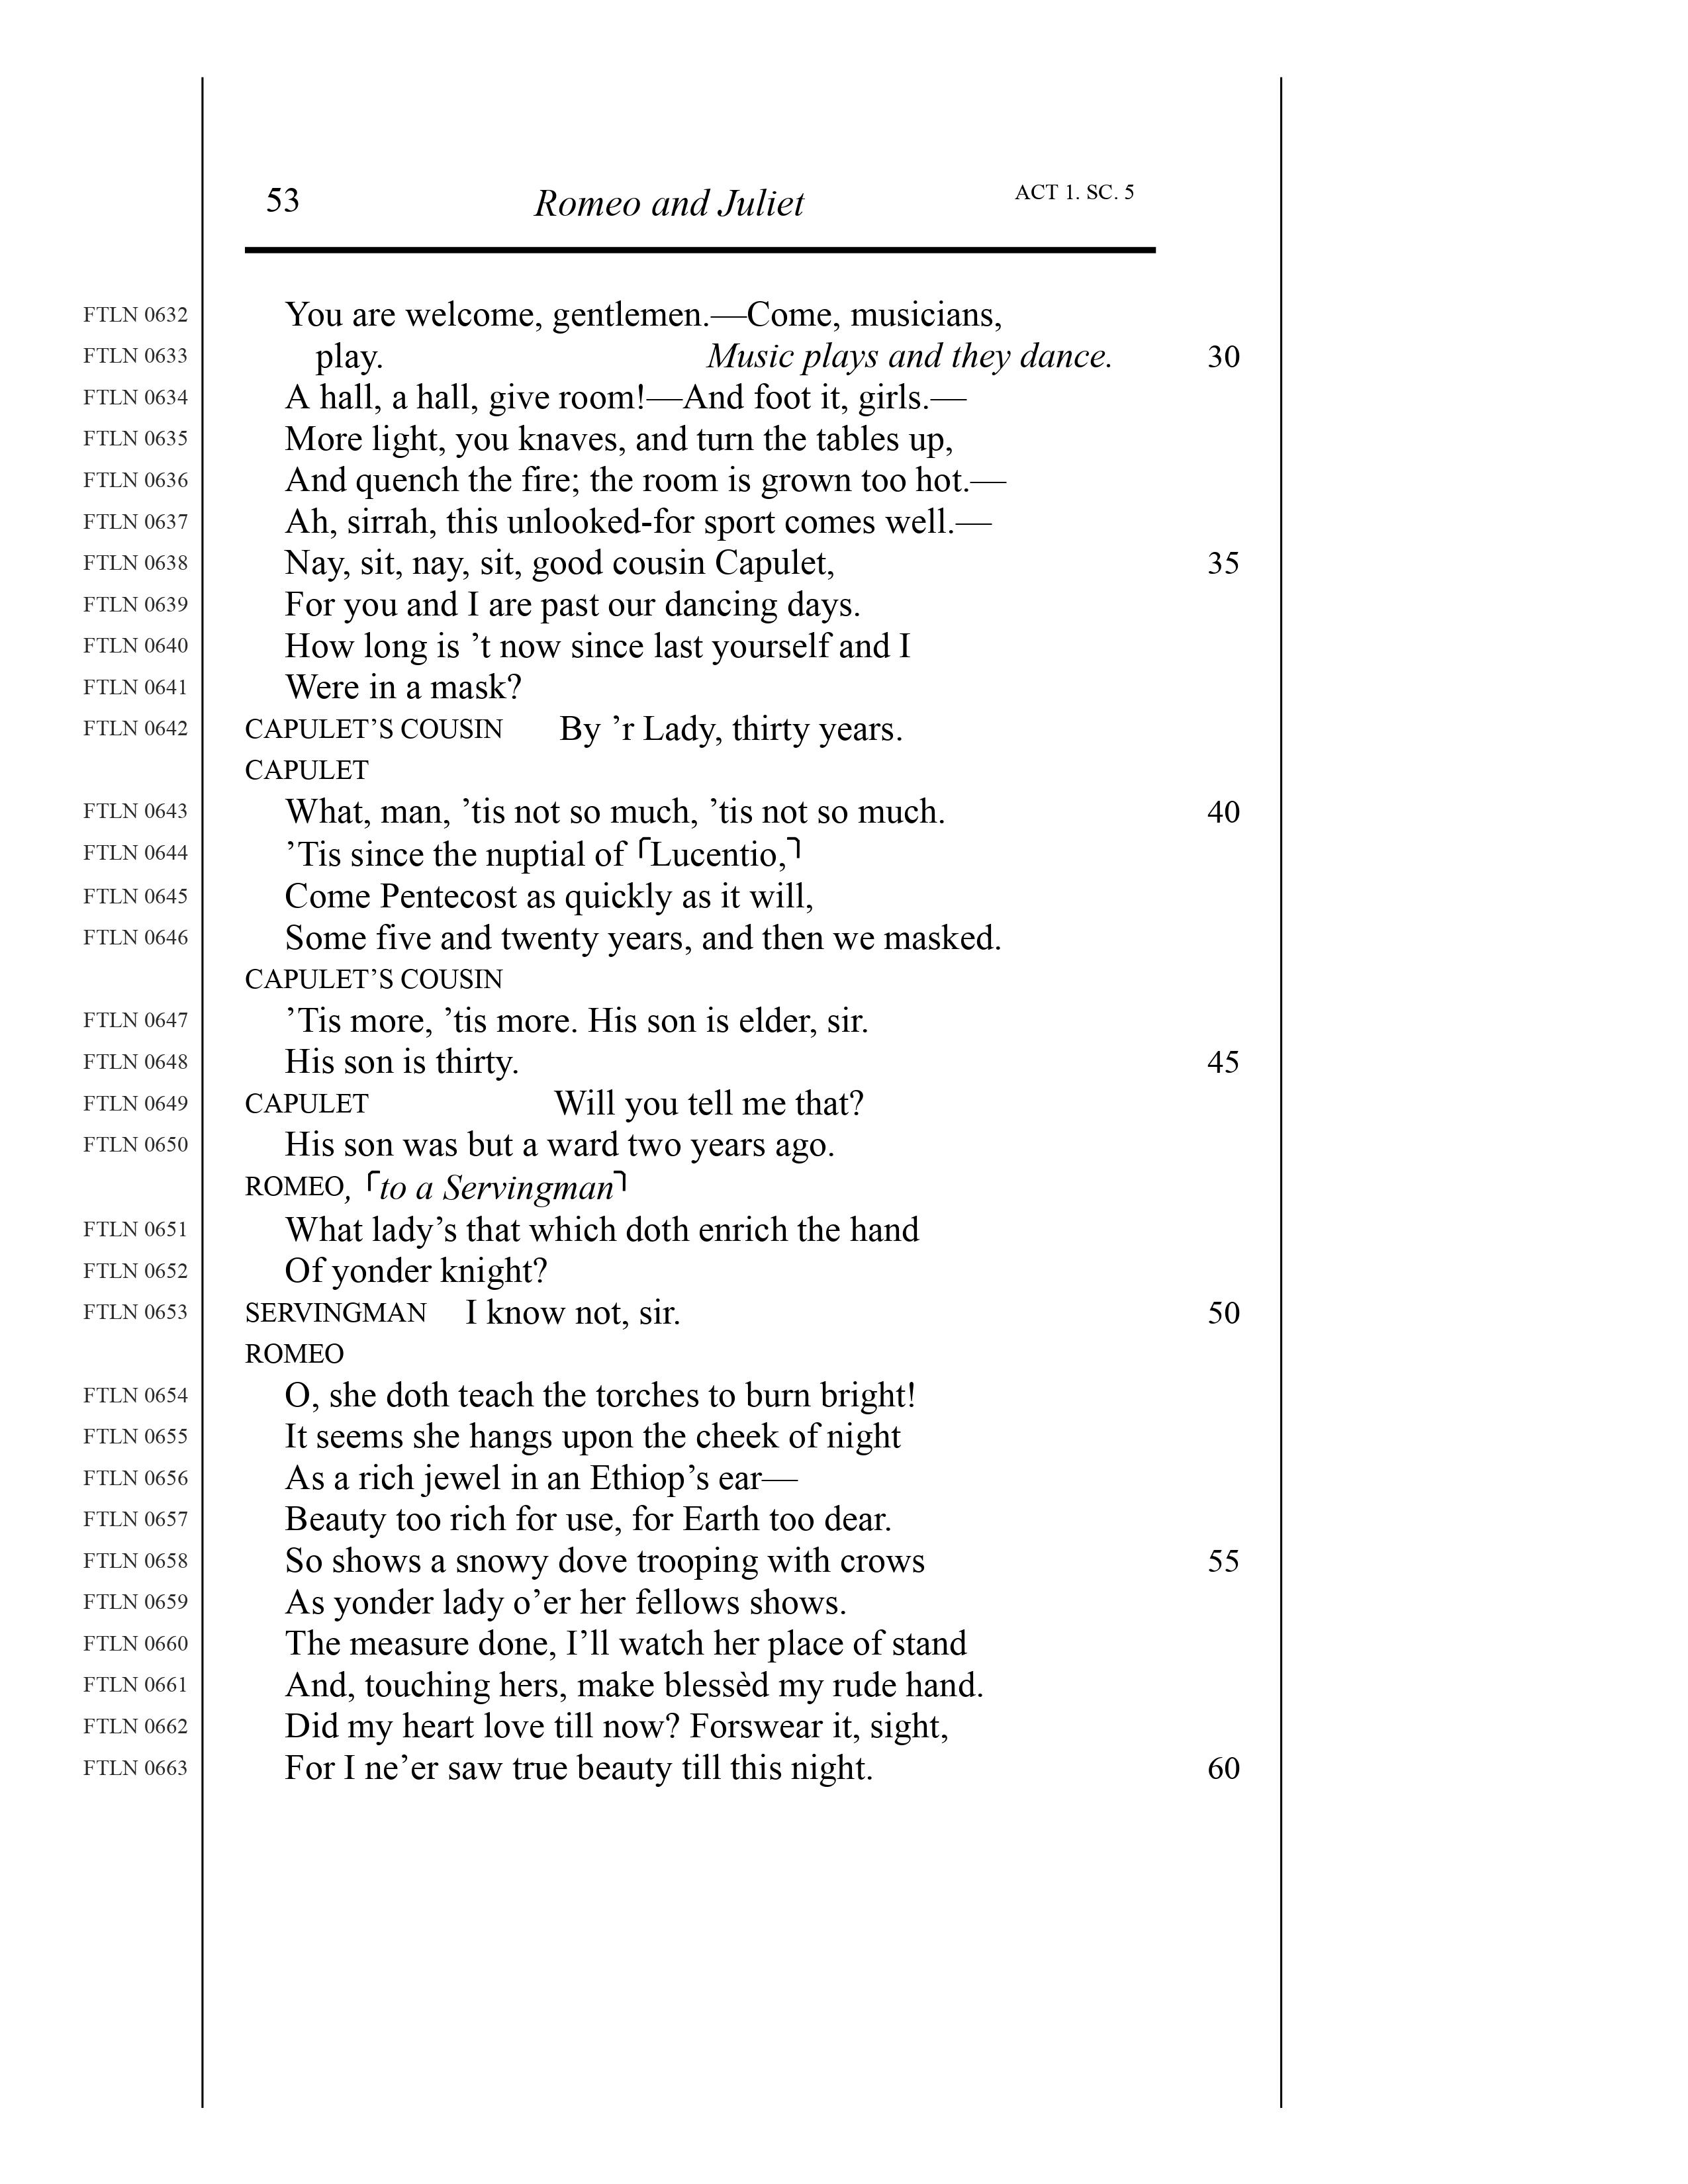 53 Romeo and Juliet ACT 1. SC. 5
FTLN 0632 You are welcome, gentlemen.—Come, musicians,
FTLN 0633 play. Music plays and they dance. 30
FTLN 0634 A hall, a hall, give room!—And foot it, girls.—
FTLN 0635 More light, you knaves, and turn the tables up,
FTLN 0636 And quench the fire; the room is grown too hot.—
FTLN 0637 Ah, sirrah, this unlooked-for sport comes well.—
FTLN 0638 Nay, sit, nay, sit, good cousin Capulet, 35
FTLN 0639 For you and I are past our dancing days.
FTLN 0640 How long is ’t now since last yourself and I
FTLN 0641 Were in a mask?
FTLN 0642 CAPULET’S COUSIN By ’r Lady, thirty years.
CAPULET
FTLN 0643 What, man, ’tis not so much, ’tis not so much. 40
FTLN 0644 ’Tis since the nuptial of ⌜Lucentio,⌝
FTLN 0645 Come Pentecost as quickly as it will,
FTLN 0646 Some five and twenty years, and then we masked.
CAPULET’S COUSIN
FTLN 0647 ’Tis more, ’tis more. His son is elder, sir.
FTLN 0648 His son is thirty. 45
FTLN 0649 CAPULET Will you tell me that?
FTLN 0650 His son was but a ward two years ago.
ROMEO, ⌜to a Servingman⌝
FTLN 0651 What lady’s that which doth enrich the hand
FTLN 0652 Of yonder knight?
FTLN 0653 SERVINGMAN I know not, sir. 50
ROMEO
FTLN 0654 O, she doth teach the torches to burn bright!
FTLN 0655 It seems she hangs upon the cheek of night
FTLN 0656 As a rich jewel in an Ethiop’s ear—
FTLN 0657 Beauty too rich for use, for Earth too dear.
FTLN 0658 So shows a snowy dove trooping with crows 55
FTLN 0659 As yonder lady o’er her fellows shows.
FTLN 0660 The measure done, I’ll watch her place of stand
FTLN 0661 And, touching hers, make blessèd my rude hand.
FTLN 0662 Did my heart love till now? Forswear it, sight,
FTLN 0663 For I ne’er saw true beauty till this night. 60